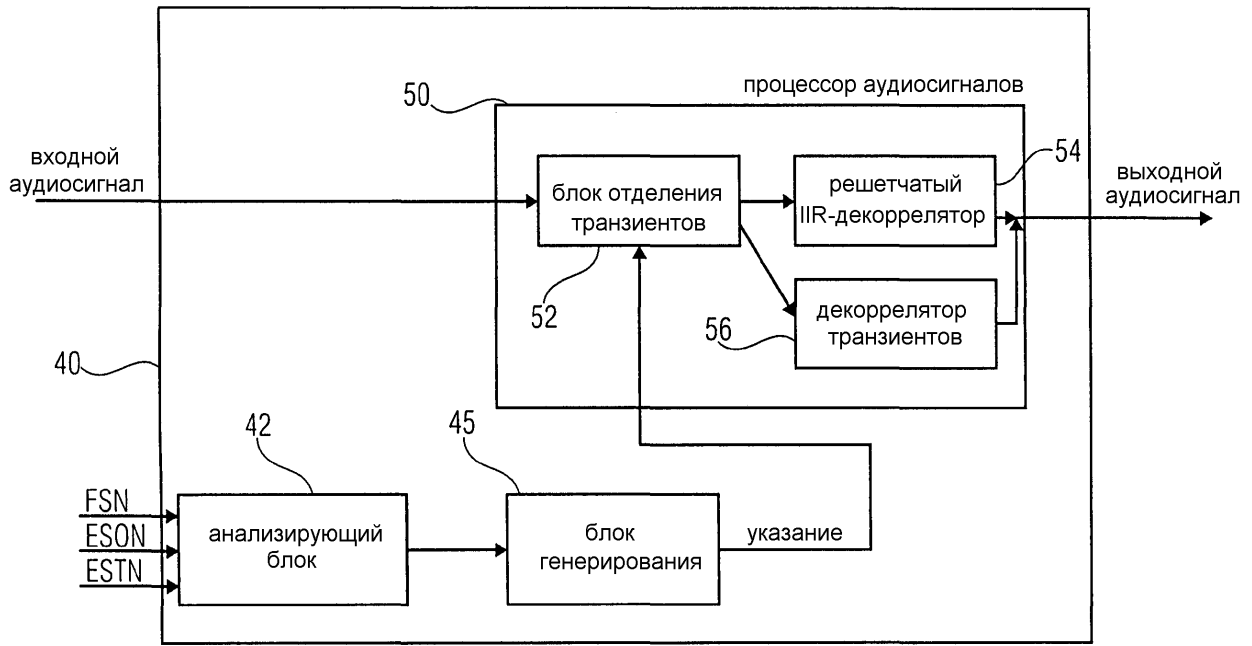 процессор аудиосигналов
50
входной
аудиосигнал
блок отделения
транзиентов
52
решетчатый
IIR-декоррелятор
54
выходной
аудиосигнал
декоррелятор
транзиентов
56
40
42
45
FSN
ESON
ESTN
анализирующий
блок
блок
генерирования
указание